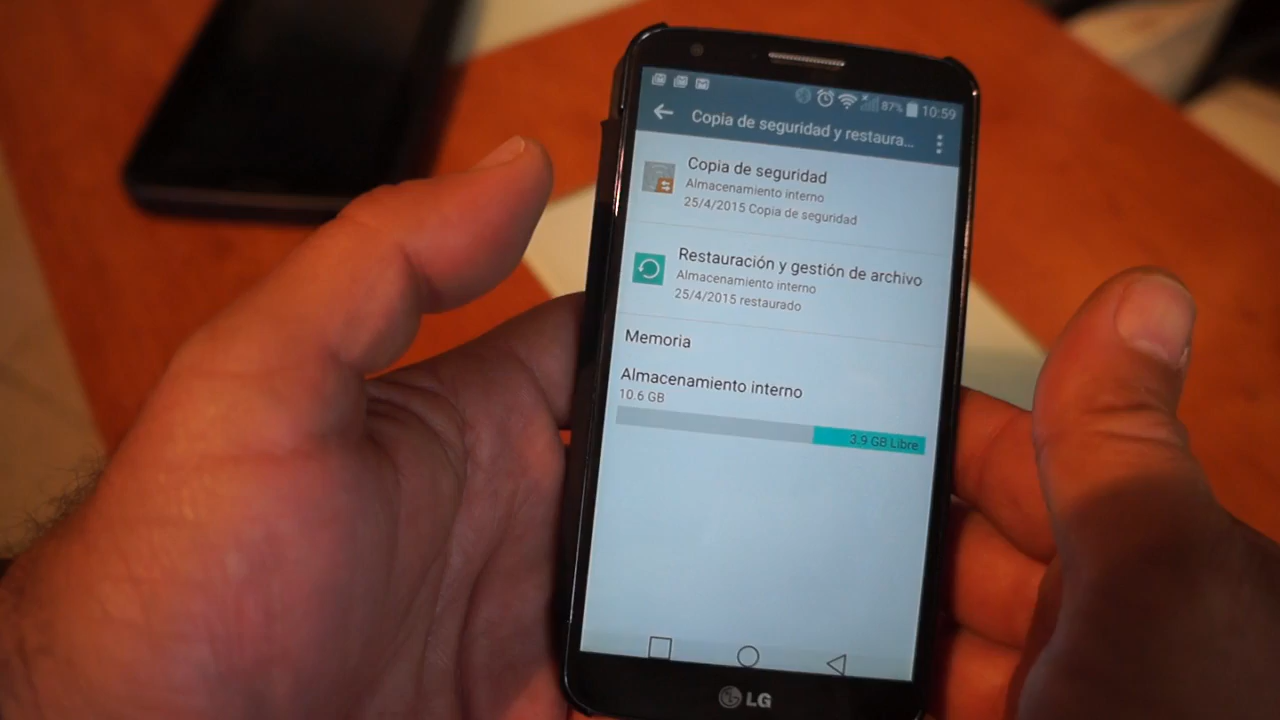 87% 10:59
Copia de seguridad y restaura...
Copia de seguridad
Almacenamiento interno
25/4/2015 Copia de seguridad
Restauración y gestión de archivo
Almacenamiento interno
25/4/2015 restaurado
Memoria
Almacenamiento interno
10.6 GB
3.9 GB Libre
LG